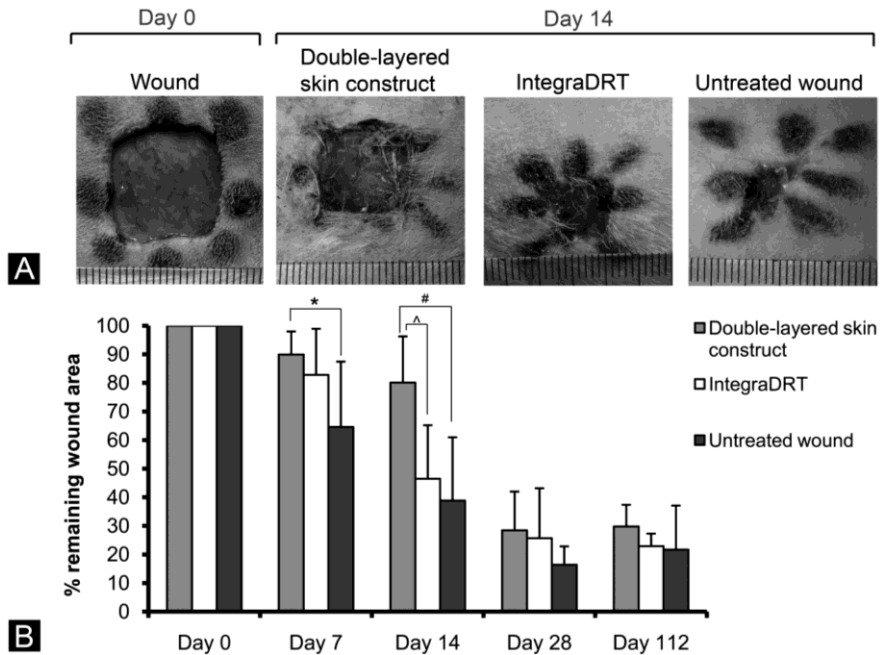 Day 0
Day 14
Wound
Double-layered
skin construct
IntegraDRT
Untreated wound
A
*
#
^
% remaining wound area
100
90
80
70
60
50
40
30
20
10
0
Day 0
Day 7
Day 14
Day 28
Day 112
Double-layered skin
construct
IntegraDRT
Untreated wound
B